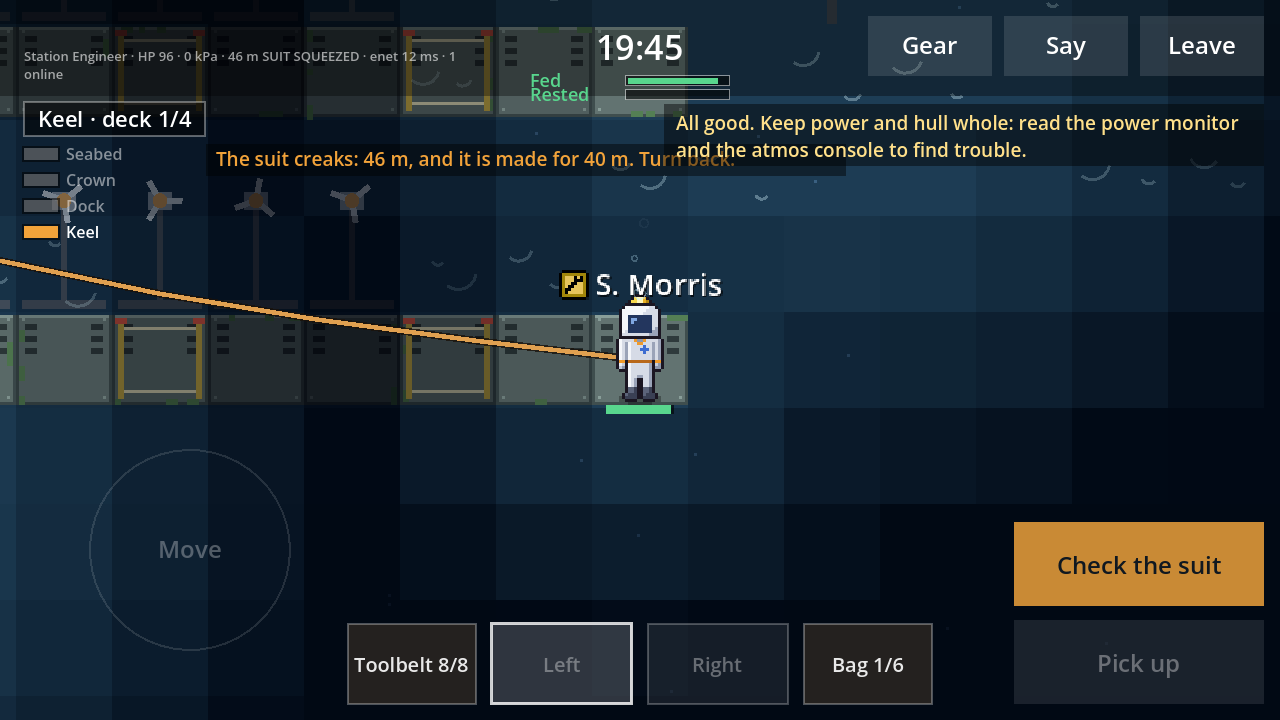 19:45
Gear
Say
Leave
Station Engineer · HP 96 · 0 kPa · 46 m SUIT SQUEEZED · enet 12 ms · 1
online
Fed
Rested
Keel · deck 1/4
All good. Keep power and hull whole: read the power monitor
and the atmos console to find trouble.
The suit creaks: 46 m, and it is made for 40 m. Turn back.
Seabed
Crown
Dock
Keel
S. Morris
Move
Check the suit
Toolbelt 8/8
Left
Right
Bag 1/6
Pick up